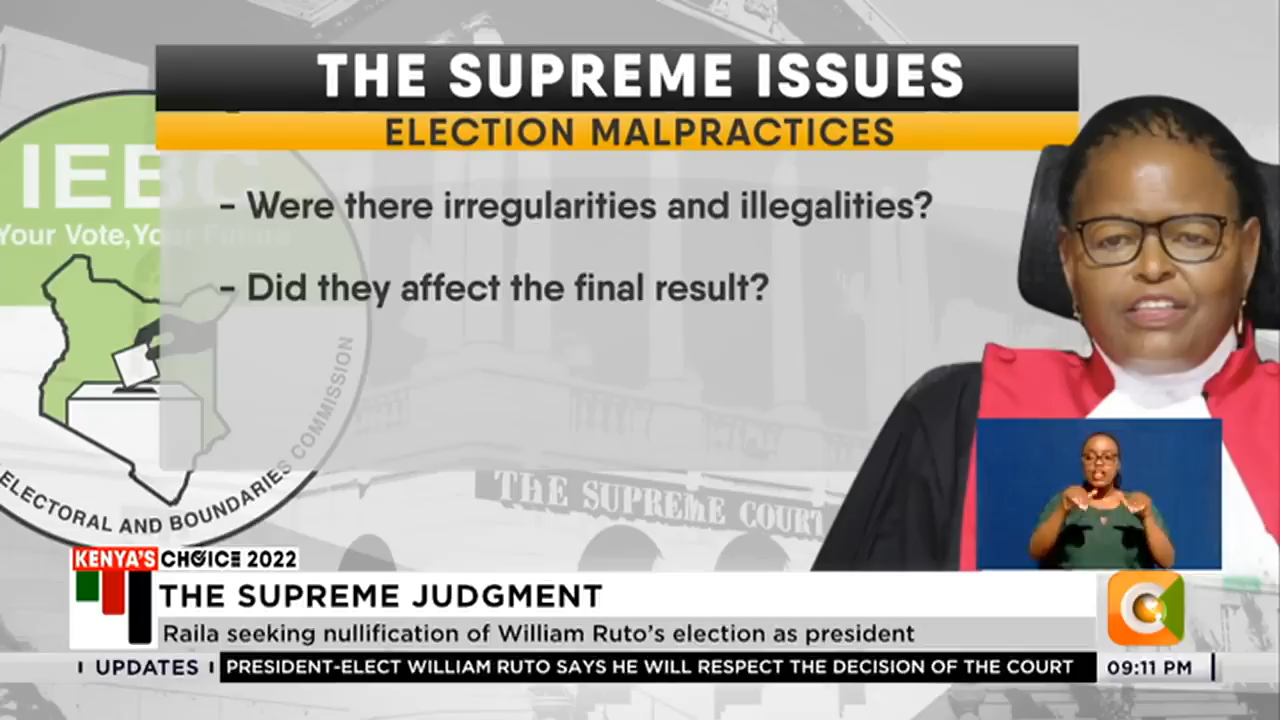 THE SUPREME ISSUES
ELECTION MALPRACTICES
IEBC
Your Vote, Your Future
- Were there irregularities and illegalities?
- Did they affect the final result?
ELECTORAL AND BOUNDARIES COMMISSION
THE SUPREME COURT
KENYA'S CHOICE 2022
THE SUPREME JUDGMENT
Raila seeking nullification of William Ruto's election as president
UPDATES
PRESIDENT-ELECT WILLIAM RUTO SAYS HE WILL RESPECT THE DECISION OF THE COURT
09:11 PM